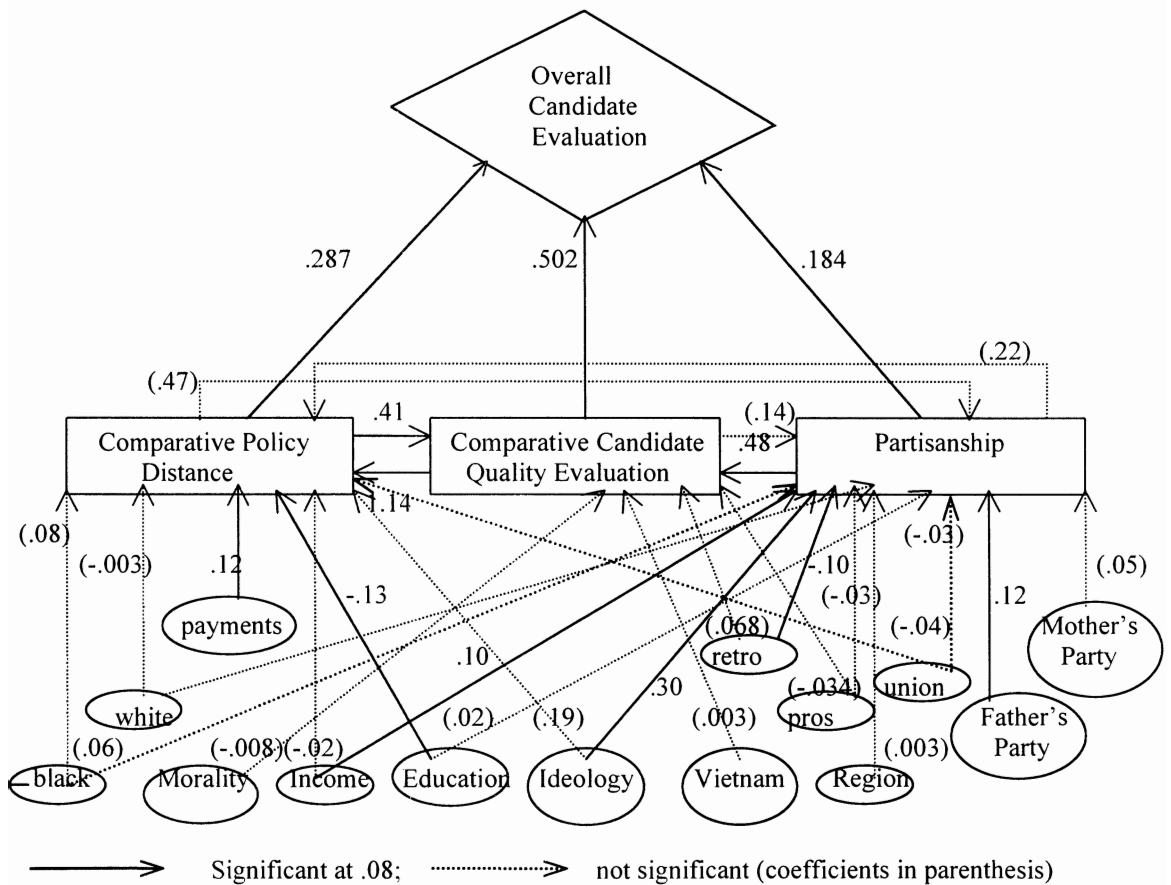 Overall
Candidate
Evaluation
.287
.502
.184
(.47)
(.22)
.41
(.14)
Comparative Policy
Distance
Comparative Candidate
Quality Evaluation
.48
Partisanship
.14
(.08)
(-.003)
.12
-.13
-.10
(-.03)
(-.03)
(.05)
payments
.10
(.068)
retro
(-.04)
.12
Mother's
Party
white
.30
(-.034)
pros
union
Father's
Party
(.06)
(-.008)
(-.02)
(.02)
(.19)
(.003)
(.003)
black
Morality
Income
Education
Ideology
Vietnam
Region
Significant at .08;
not significant (coefficients in parenthesis)